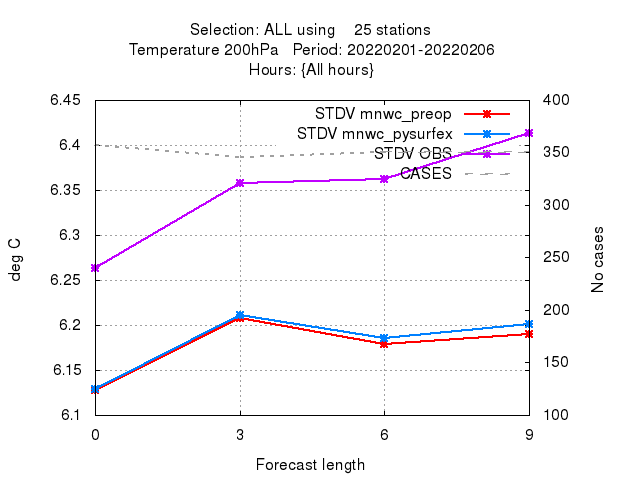 Selection: ALL using    25 stations
Temperature 200hPa   Period: 20220201-20220206
Hours: {All hours}
6.45
6.4
6.35
6.3
6.25
6.2
6.15
6.1
400
350
300
250
200
150
100
STDV mnwc_preop
STDV mnwc_pysurfex
STDV OBS
CASES
deg C
No cases
0 3 6 9
Forecast length